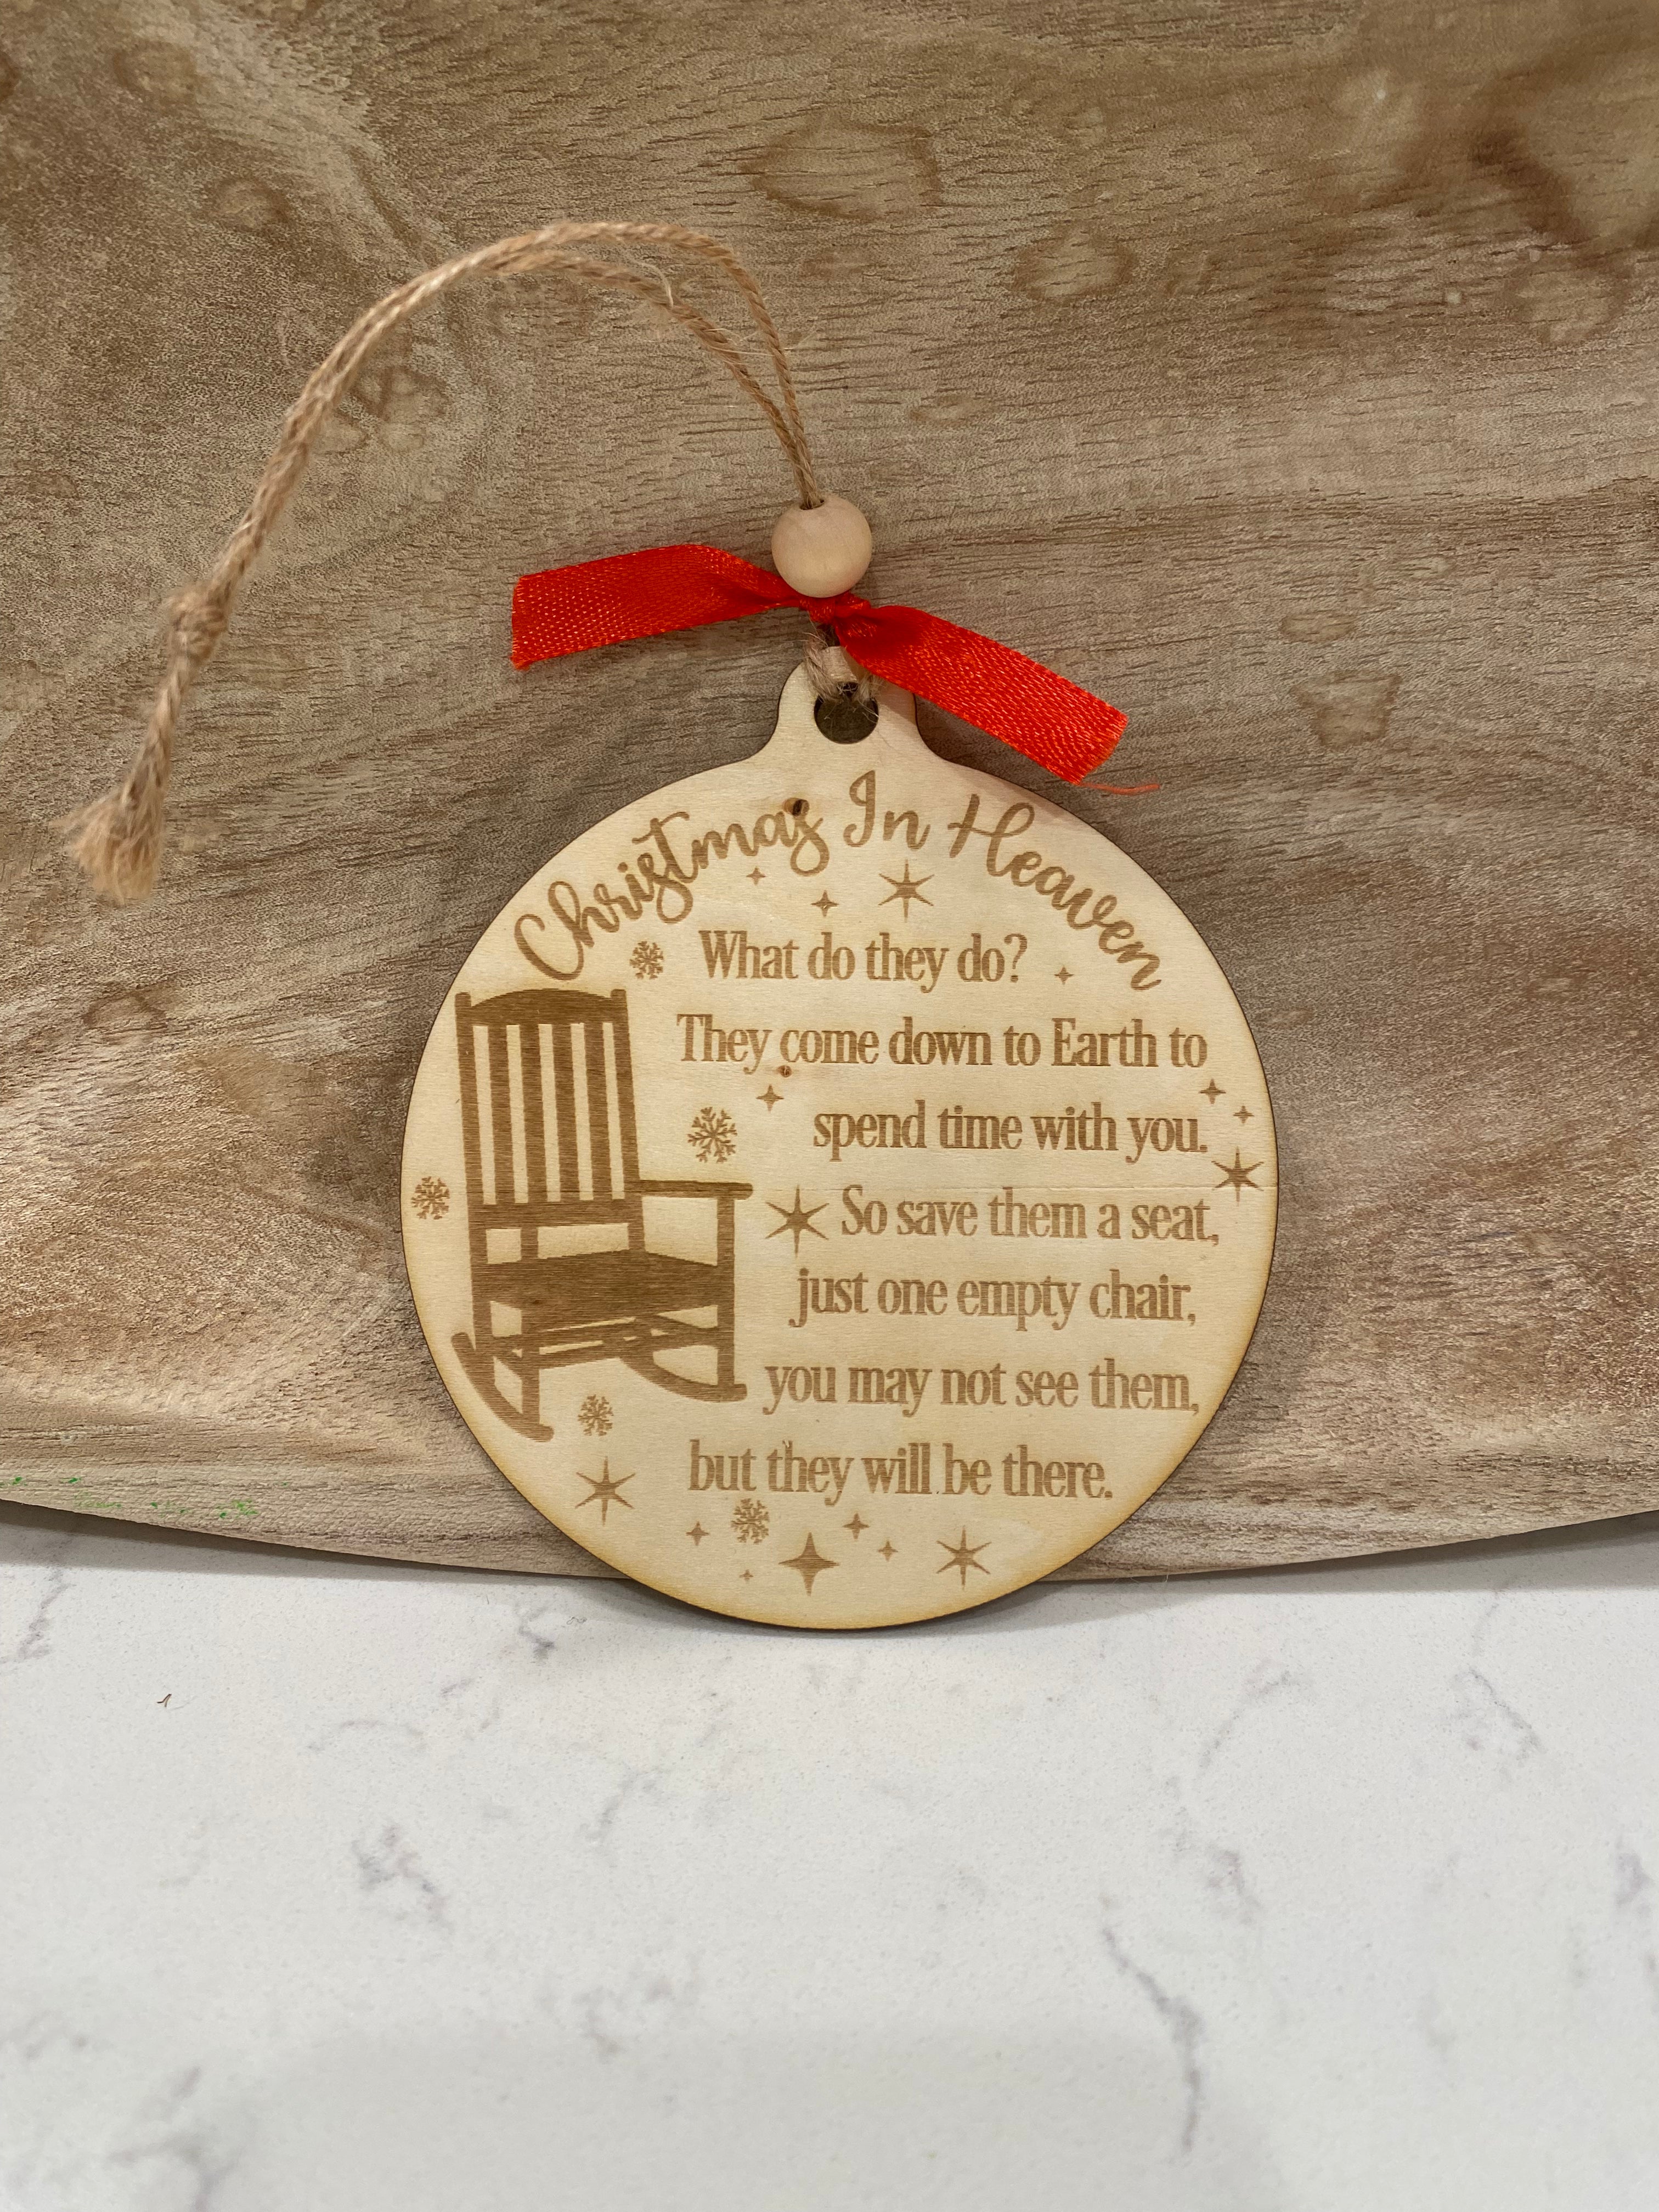 Christmas In Heaven
What do they do?
They come down to Earth to
spend time with you.
So save them a seat,
just one empty chair,
you may not see them,
but they will be there.